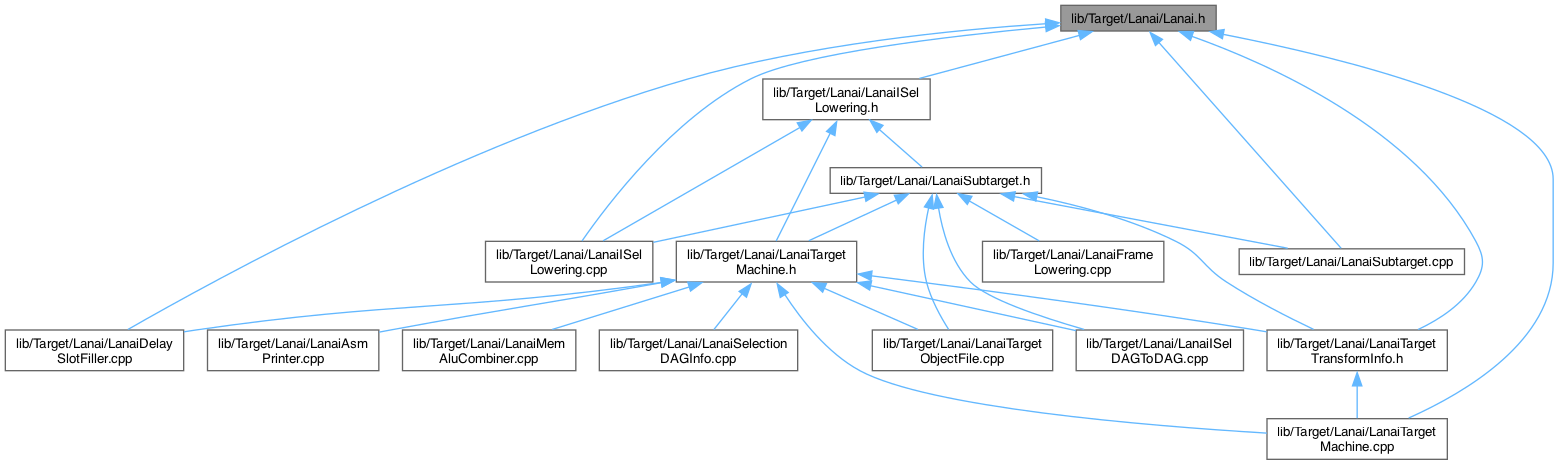 lib/Target/Lanai/Lanai.h
lib/Target/Lanai/LanaiISel
Lowering.h
lib/Target/Lanai/LanaiSubtarget.h
lib/Target/Lanai/LanaiISel
Lowering.cpp
lib/Target/Lanai/LanaiTarget
Machine.h
lib/Target/Lanai/LanaiFrame
Lowering.cpp
lib/Target/Lanai/LanaiSubtarget.cpp
lib/Target/Lanai/LanaiDelay
SlotFiller.cpp
lib/Target/Lanai/LanaiAsm
Printer.cpp
lib/Target/Lanai/LanaiMem
AluCombiner.cpp
lib/Target/Lanai/LanaiSelection
DAGInfo.cpp
lib/Target/Lanai/LanaiTarget
ObjectFile.cpp
lib/Target/Lanai/LanaiISel
DAGToDAG.cpp
lib/Target/Lanai/LanaiTarget
TransformInfo.h
lib/Target/Lanai/LanaiTarget
Machine.cpp